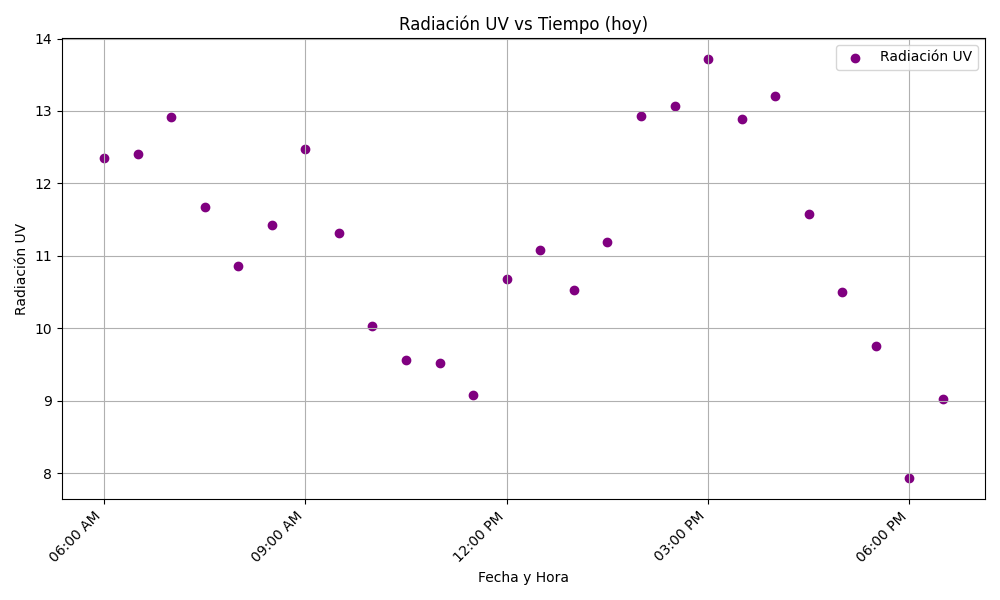 Radiación UV vs Tiempo (hoy)
Radiación UV
14
13
12
11
10
9
8
Radiación UV
06:00 AM
09:00 AM
12:00 PM
03:00 PM
06:00 PM
Fecha y Hora